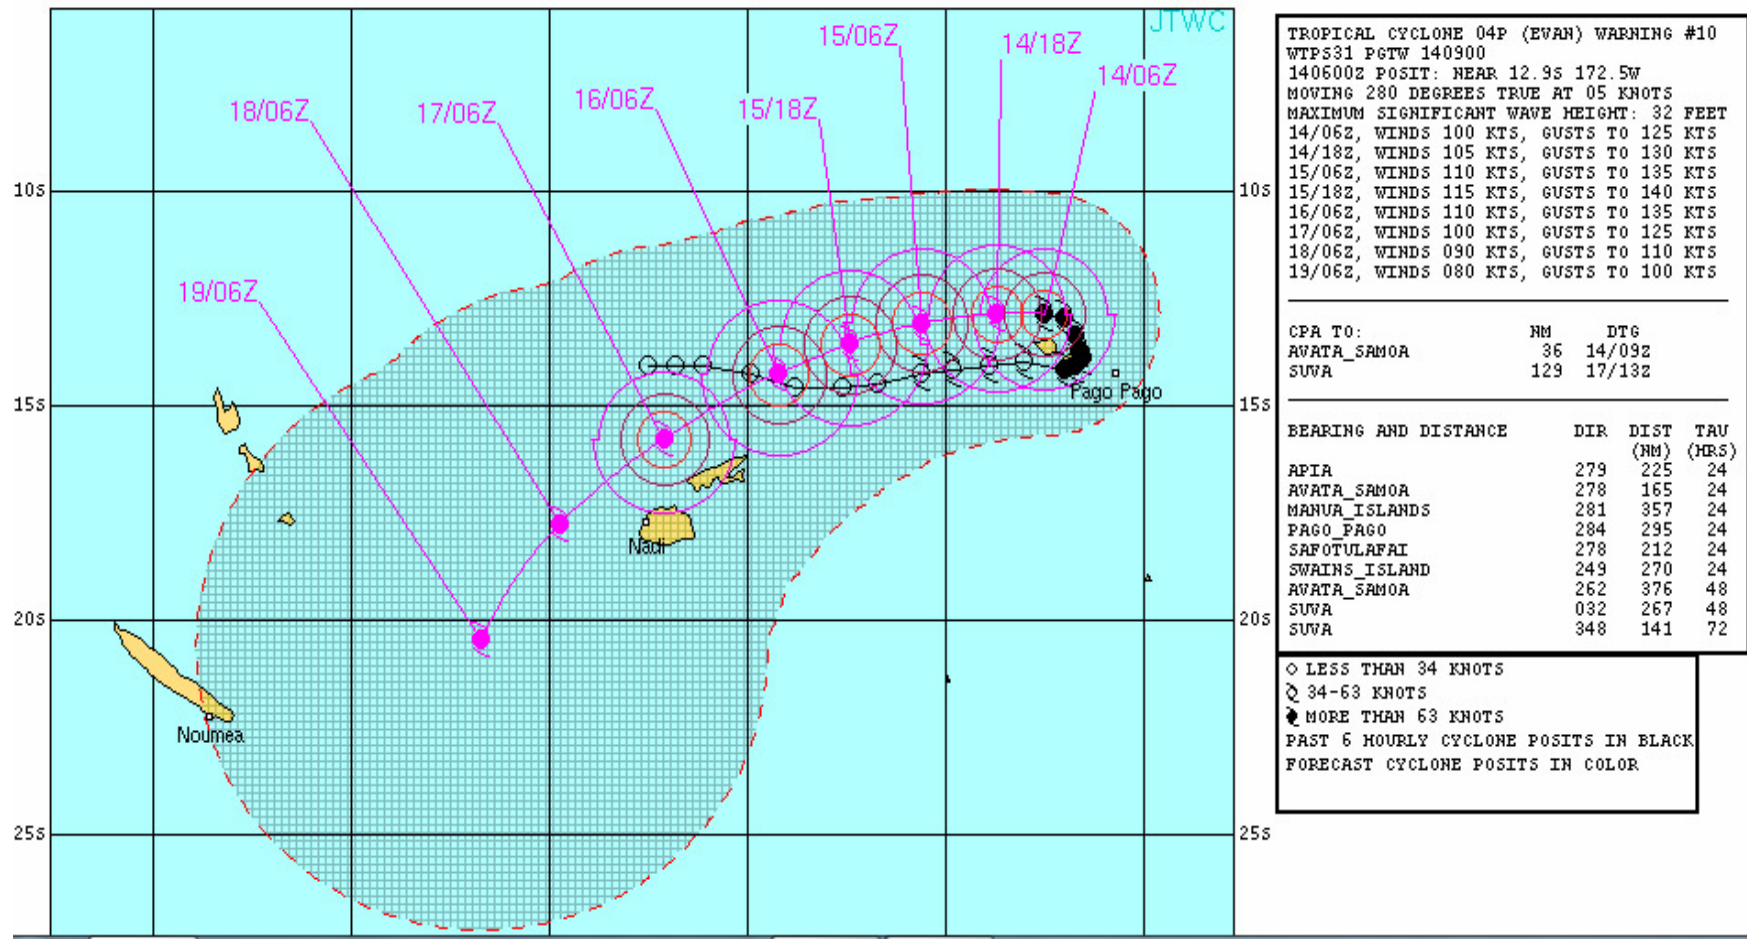 JTWC
15/06Z
14/18Z
14/06Z
18/06Z
17/06Z
16/06Z
15/18Z
19/06Z
10S
10S
15S
15S
20S
20S
25S
25S
Pago Pago
Nadi
Noumea
TROPICAL CYCLONE 04P (EVAN) WARNING #10
WTPS31 PGTW 140900
140600Z POSIT: NEAR 12.9S 172.5W
MOVING 280 DEGREES TRUE AT 05 KNOTS
MAXIMUM SIGNIFICANT WAVE HEIGHT: 32 FEET
14/06Z, WINDS 100 KTS, GUSTS TO 125 KTS
14/18Z, WINDS 105 KTS, GUSTS TO 130 KTS
15/06Z, WINDS 110 KTS, GUSTS TO 135 KTS
15/18Z, WINDS 115 KTS, GUSTS TO 140 KTS
16/06Z, WINDS 110 KTS, GUSTS TO 135 KTS
17/06Z, WINDS 100 KTS, GUSTS TO 125 KTS
18/06Z, WINDS 090 KTS, GUSTS TO 110 KTS
19/06Z, WINDS 080 KTS, GUSTS TO 100 KTS
CPA TO: NM DTG
AVATA_SAMOA 36 14/09Z
SUVA 129 17/13Z
BEARING AND DISTANCE DIR DIST TAU
(NM) (HRS)
APIA 279 225 24
AVATA_SAMOA 278 165 24
MANUA_ISLANDS 281 357 24
PAGO_PAGO 284 295 24
SAFOTULAFAI 278 212 24
SWAINS_ISLAND 249 270 24
AVATA_SAMOA 262 376 48
SUVA 032 267 48
SUVA 348 141 72
LESS THAN 34 KNOTS
34-63 KNOTS
MORE THAN 63 KNOTS
PAST 6 HOURLY CYCLONE POSITS IN BLACK
FORECAST CYCLONE POSITS IN COLOR